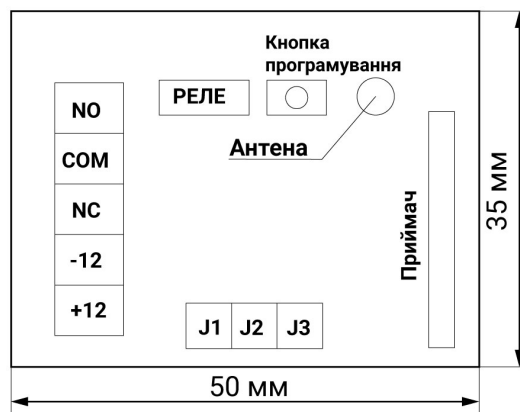 Кнопка
програмування
РЕЛЕ
Антена
NO
COM
NC
-12
+12
Приймач
J1 J2 J3
35 мм
50 мм